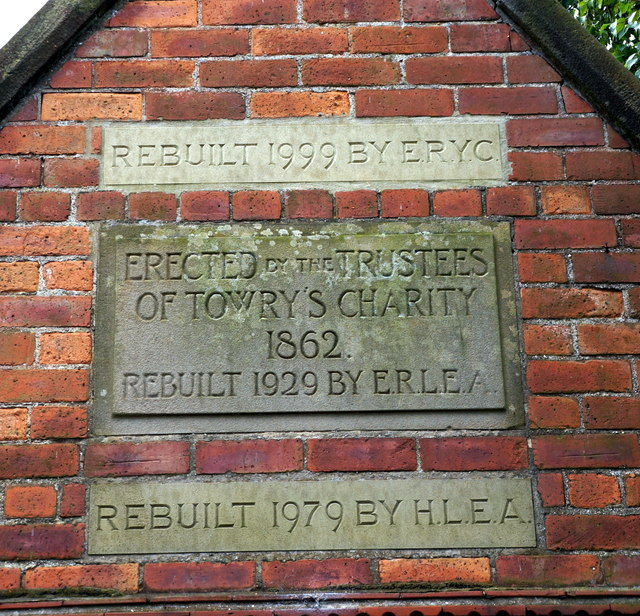 REBUILT 1999 BY E.R.Y.C.
ERECTED BY THE TRUSTEES
OF TOWRY'S CHARITY
1862.
REBUILT 1929 BY E.R.L.E.A.
REBUILT 1979 BY H.L.E.A.